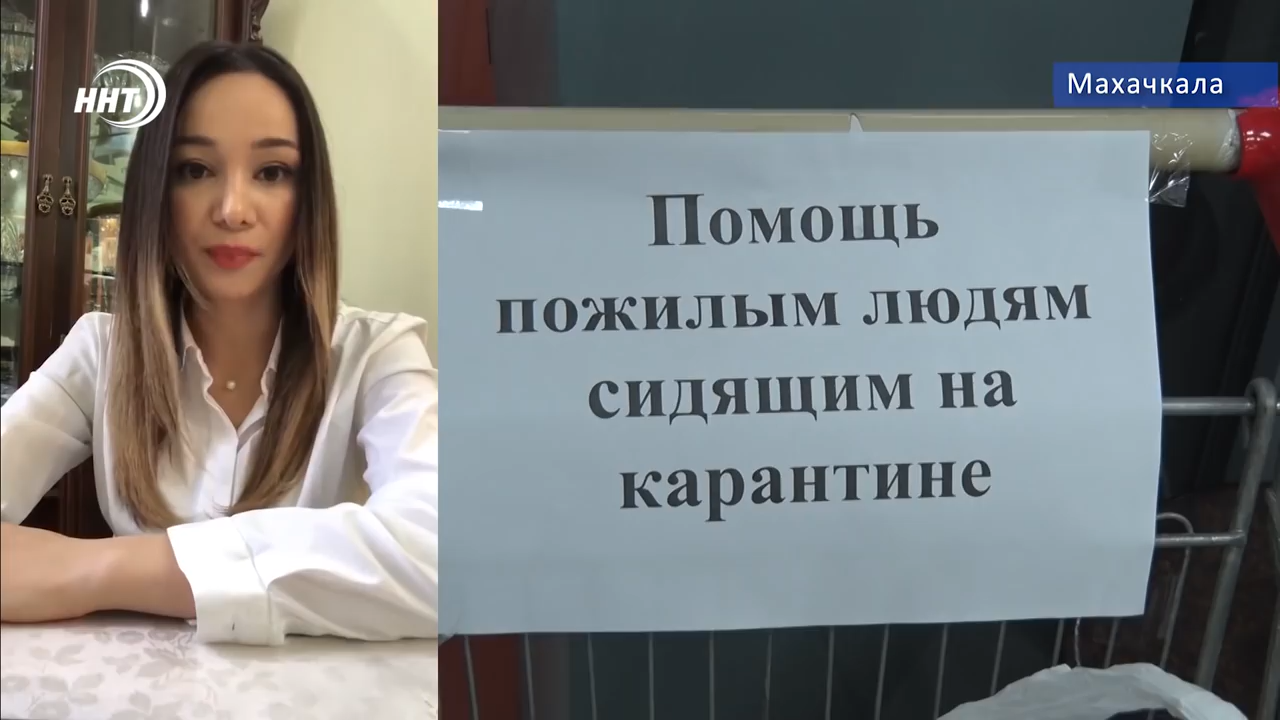 ННТ
Махачкала
Помощь
пожилым людям
сидящим на
карантине